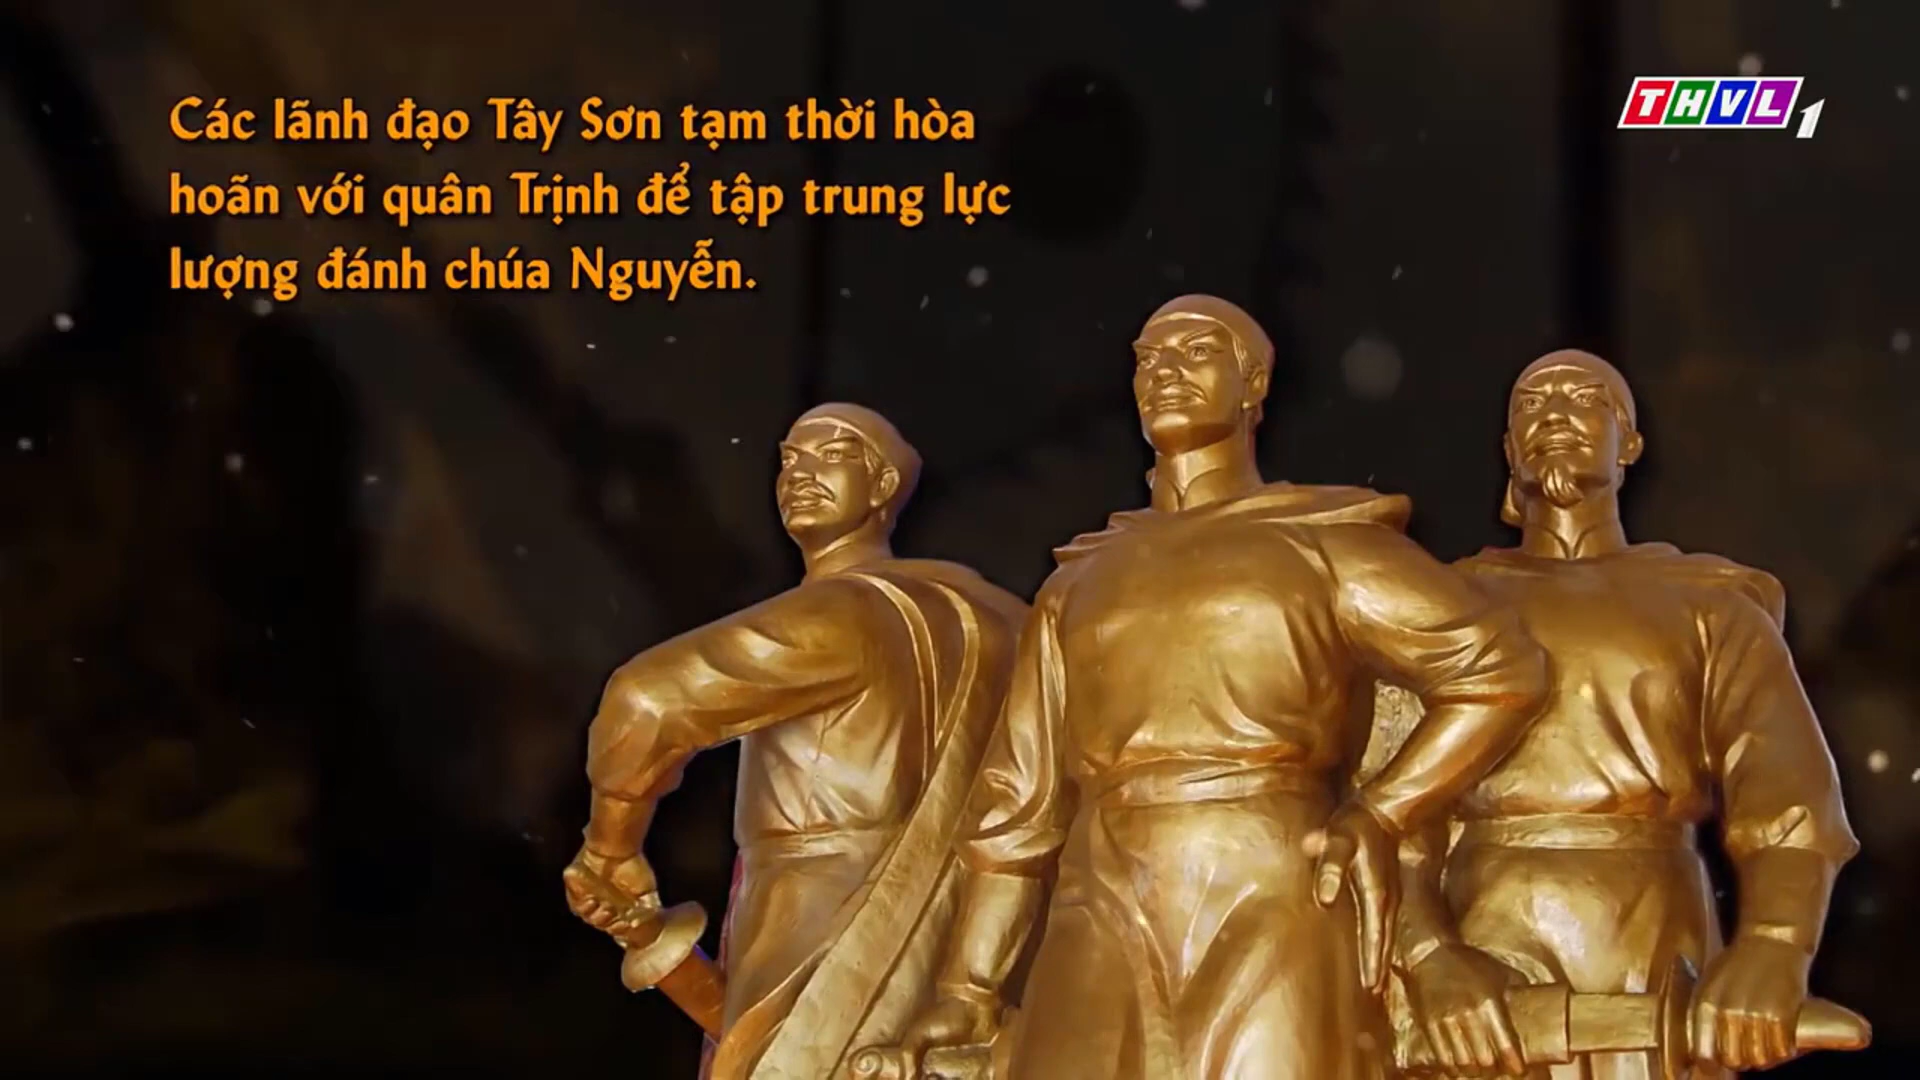 Các lãnh đạo Tây Sơn tạm thời hòa
hoãn với quân Trịnh để tập trung lực
lượng đánh chúa Nguyễn.
THVL1